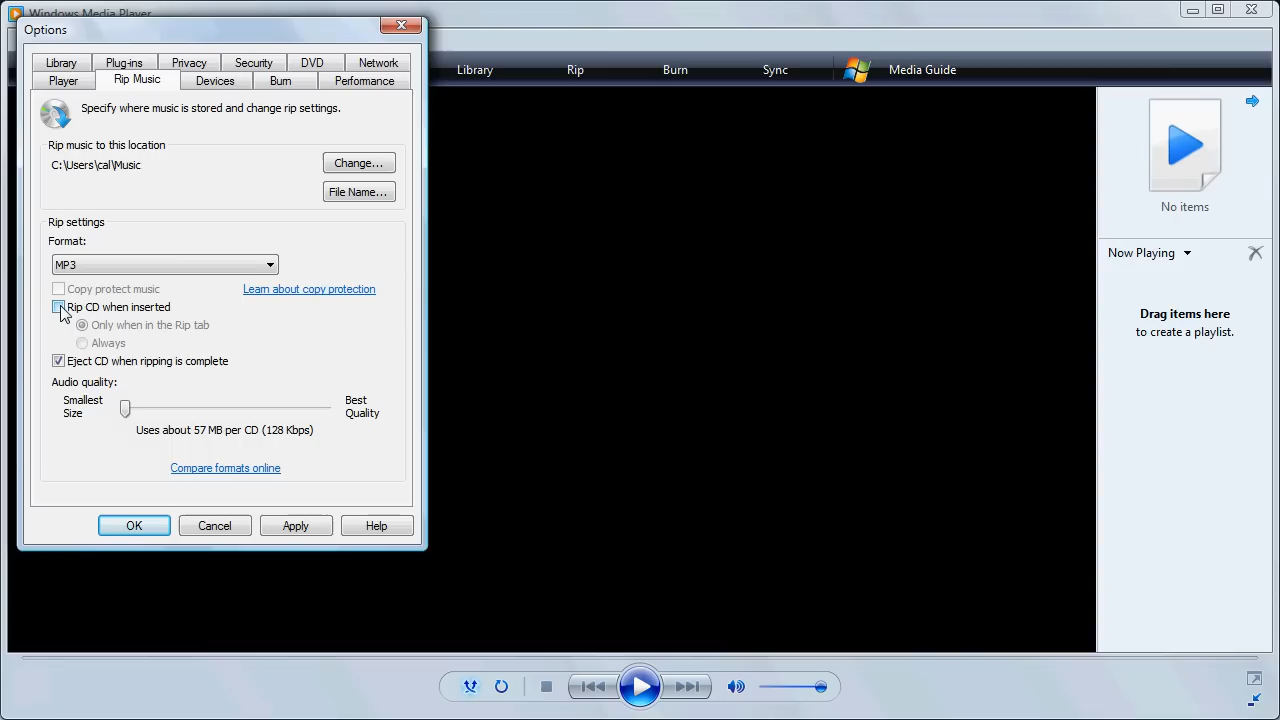 Windows Media Player
Options
Library Plug-ins Privacy Security DVD Network
Player Rip Music Devices Burn Performance
Specify where music is stored and change rip settings.
Rip music to this location
C:\Users\cal\Music
Change...
File Name...
Rip settings
Format:
MP3
Copy protect music
Learn about copy protection
Rip CD when inserted
Only when in the Rip tab
Always
Eject CD when ripping is complete
Audio quality:
Smallest
Size
Best
Quality
Uses about 57 MB per CD (128 Kbps)
Compare formats online
OK Cancel Apply Help
Library Rip Burn Sync Media Guide
No items
Now Playing
Drag items here
to create a playlist.